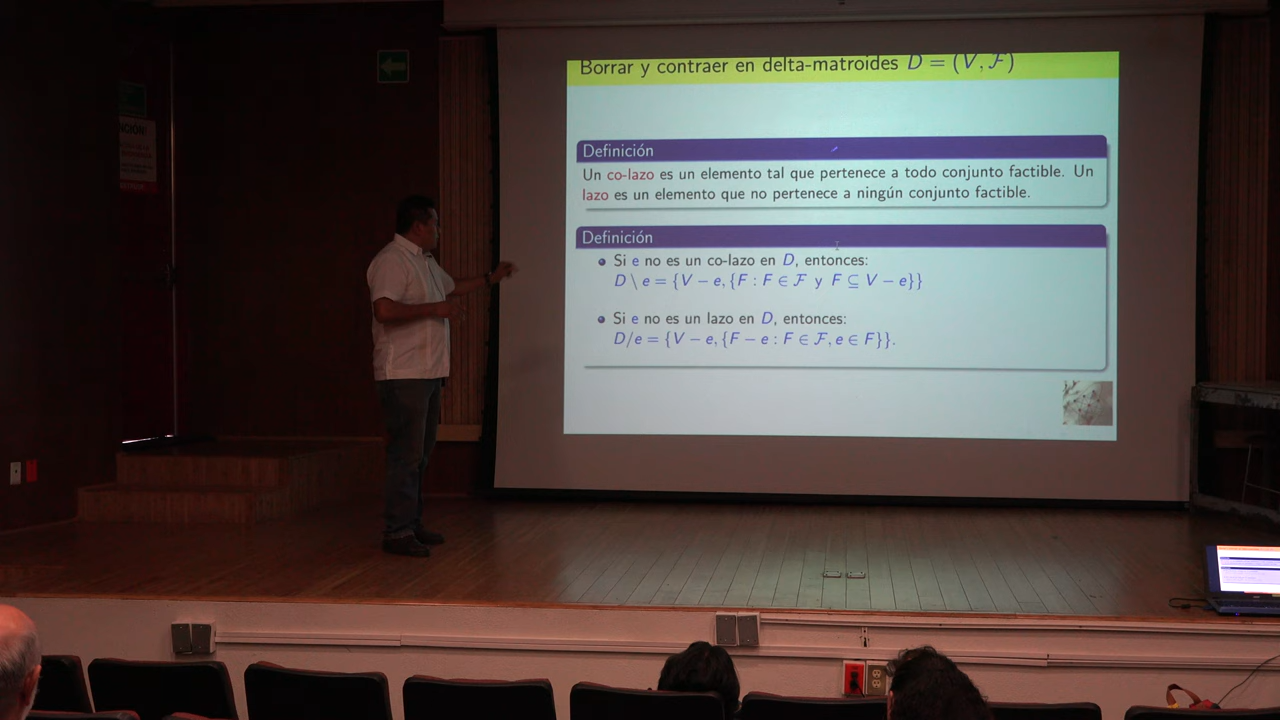 Borrar y contraer en delta-matroides D = (V, F)
Definición
Un co-lazo es un elemento tal que pertenece a todo conjunto factible. Un
lazo es un elemento que no pertenece a ningún conjunto factible.
Definición
Si e no es un co-lazo en D, entonces:
D \ e = {V − e, {F : F ∈ F y F ⊆ V − e}}
Si e no es un lazo en D, entonces:
D/e = {V − e, {F − e : F ∈ F, e ∈ F}}.